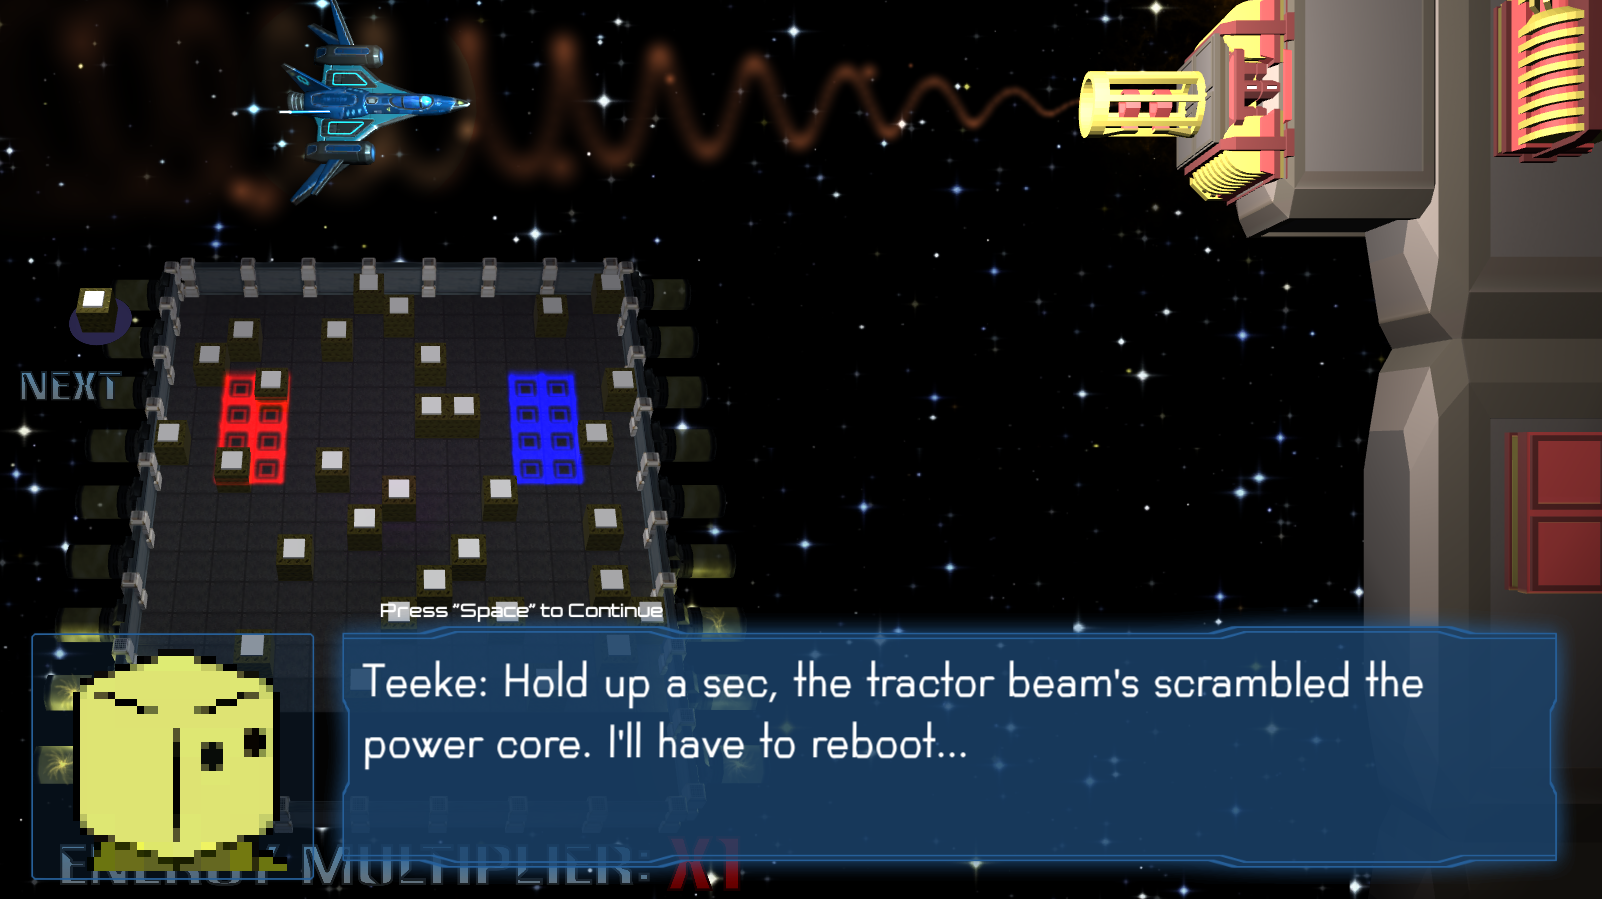 NEXT
Press "Space" to Continue
Teeke: Hold up a sec, the tractor beam's scrambled the
power core. I'll have to reboot...
ENERGY MULTIPLIER: X1